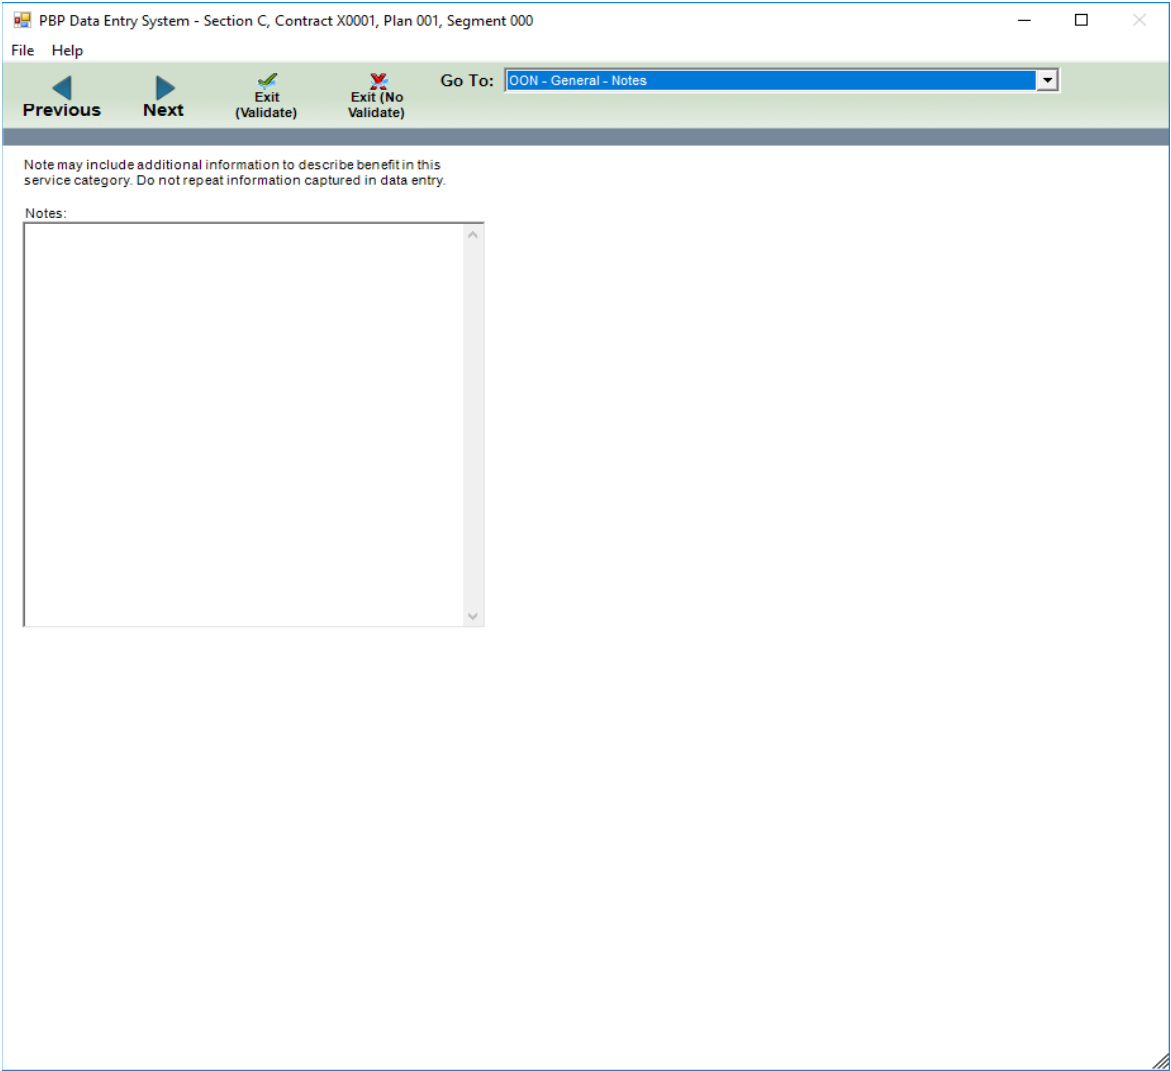 PBP Data Entry System - Section C, Contract X0001, Plan 001, Segment 000
File Help
Previous
Next
Exit
(Validate)
Exit (No
Validate)
Go To: OON - General - Notes
Note may include additional information to describe benefit in this
service category. Do not repeat information captured in data entry.
Notes: